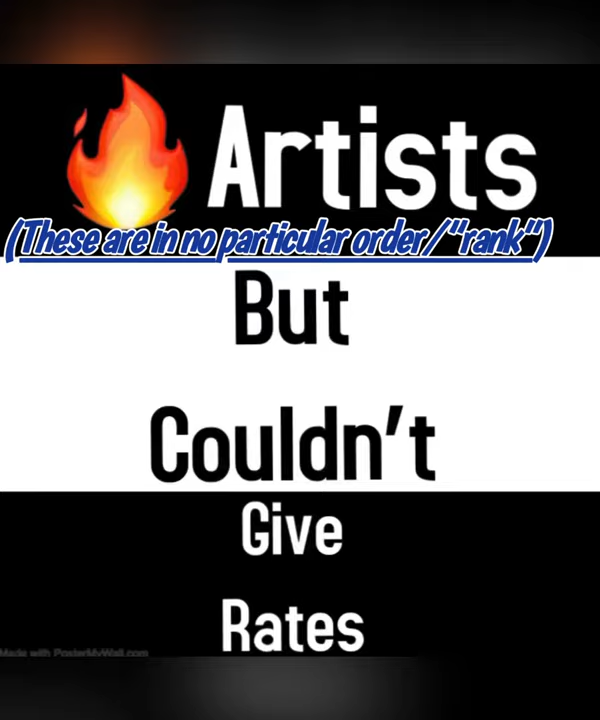 🔥 Artists
(These are in no particular order/"rank")
But
Couldn't
Give
Rates
Made with PosterMyWall.com